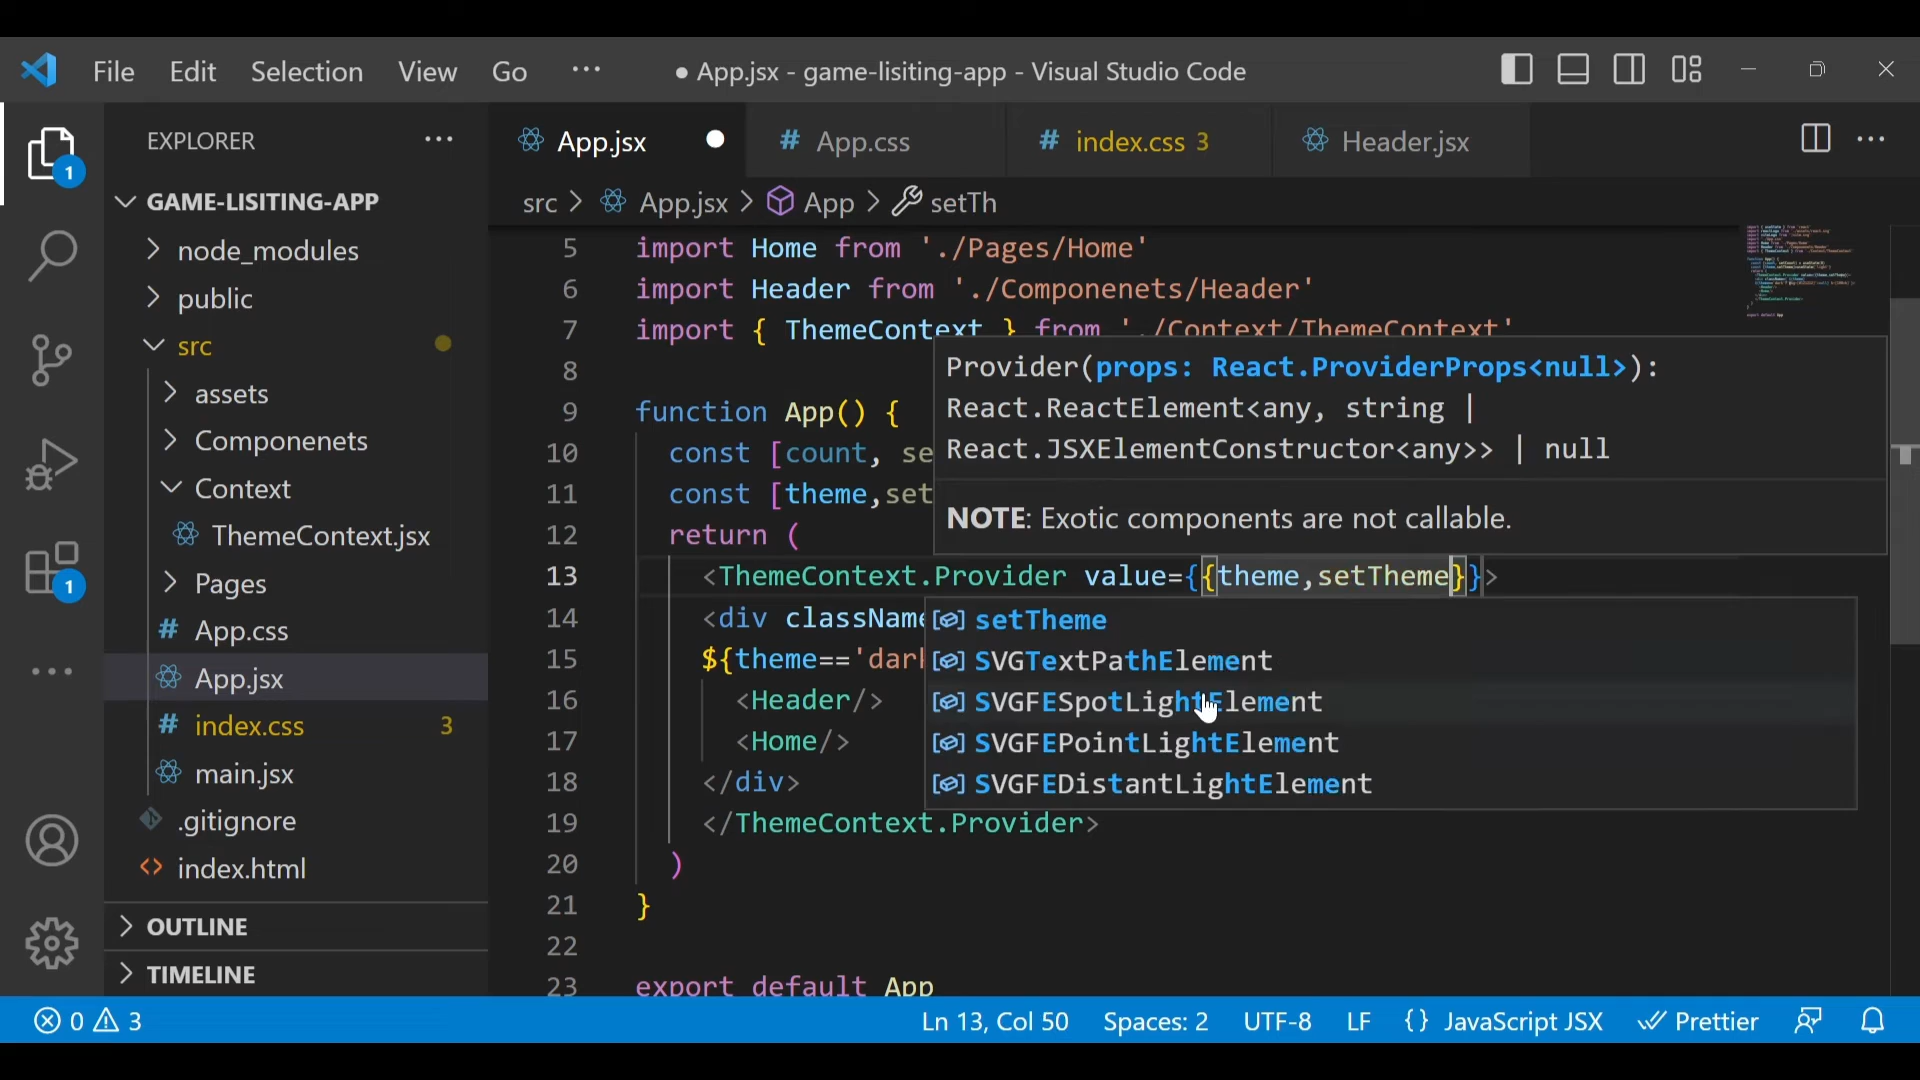 File Edit Selection View Go ··· ● App.jsx - game-lisiting-app - Visual Studio Code
EXPLORER ···
App.jsx
# App.css
# index.css 3
Header.jsx
···
src > App.jsx > App > setTh
GAME-LISITING-APP
node_modules
public
src
assets
Componenets
Context
ThemeContext.jsx
Pages
# App.css
App.jsx
# index.css 3
main.jsx
.gitignore
<> index.html
OUTLINE
TIMELINE
1
1
···
5 import Home from './Pages/Home'
6 import Header from './Componenets/Header'
7 import { ThemeContext } from './Context/ThemeContext'
8
9 function App() {
10 const [count, se
11 const [theme,set
12 return (
13 <ThemeContext.Provider value={{theme,setTheme}}>
14 <div className
15 ${theme=='dark
16 <Header/>
17 <Home/>
18 </div>
19 </ThemeContext.Provider>
20 )
21 }
22
23 export default App
Provider(props: React.ProviderProps<null>):
React.ReactElement<any, string |
React.JSXElementConstructor<any>> | null
NOTE: Exotic components are not callable.
setTheme
SVGTextPathElement
SVGFESpotLightElement
SVGFEPointLightElement
SVGFEDistantLightElement
0 3 Ln 13, Col 50 Spaces: 2 UTF-8 LF {} JavaScript JSX Prettier